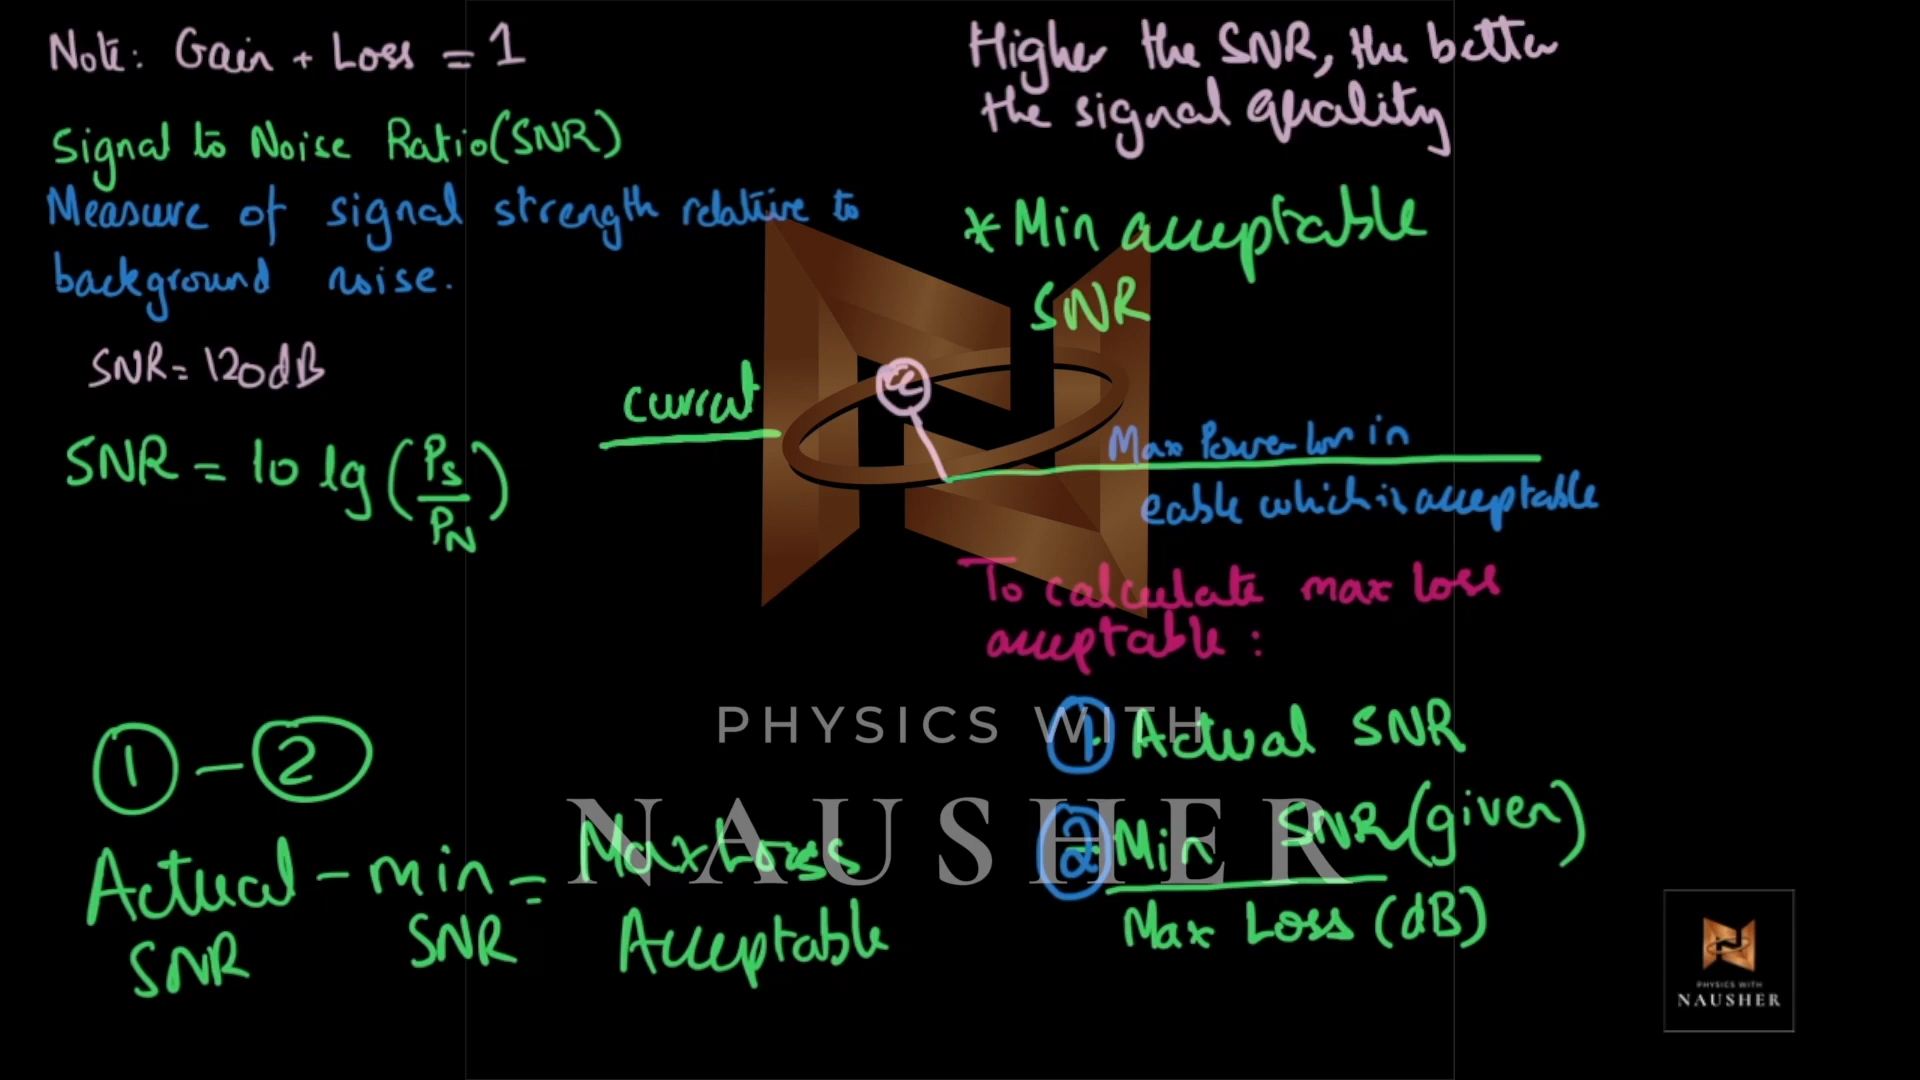 Note: Gain + Loss = 1
Signal to Noise Ratio (SNR)
Measure of signal strength relative to
background noise.
SNR = 120dB
SNR = 10 lg (PS/PN)
Higher the SNR, the better
the signal quality
* Min acceptable
SNR
current
Max Power loss in
cable which is acceptable
To calculate max loss
acceptable:
1 Actual SNR
2 Min SNR (given)
Max Loss (dB)
1 - 2
Actual SNR - min SNR = Max Loss Acceptable
PHYSICS WITH
NAUSHER
PHYSICS WITH
NAUSHER